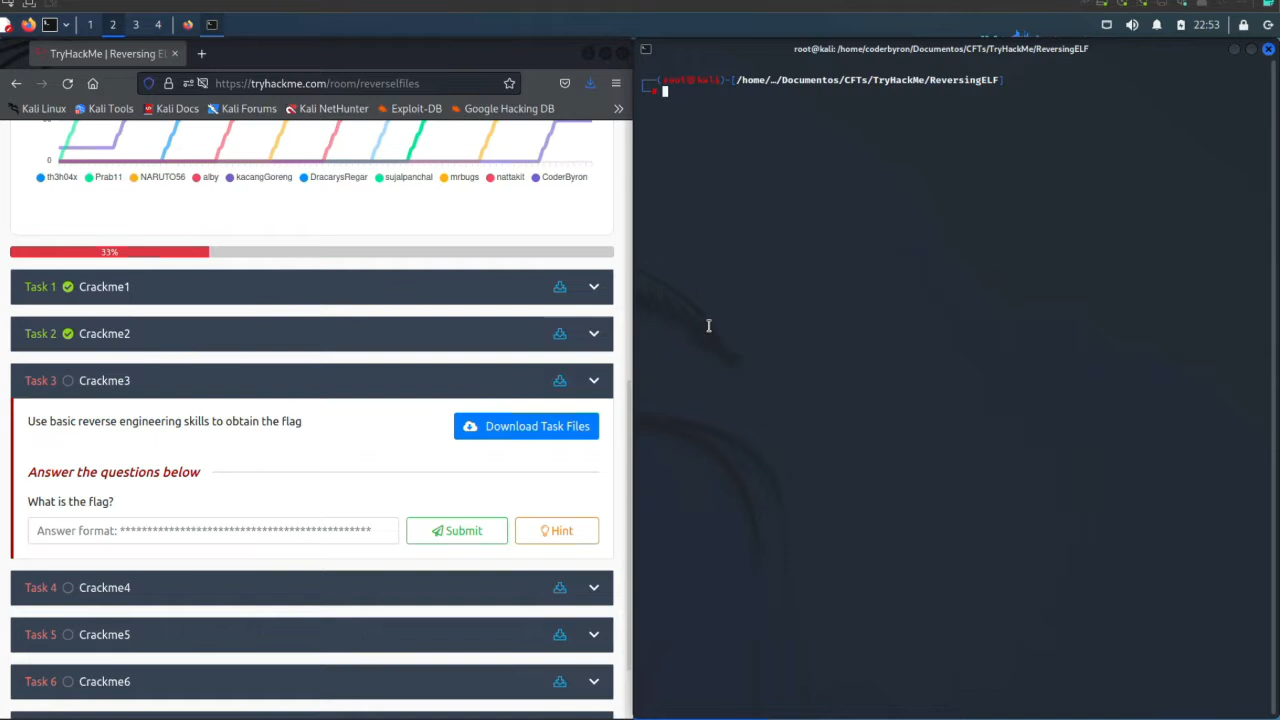 1 2 3 4 22:53
root@kali: /home/coderbyron/Documentos/CFTs/TryHackMe/ReversingELF
TryHackMe | Reversing EL
https://tryhackme.com/room/reverselfiles
Kali Linux Kali Tools Kali Docs Kali Forums Kali NetHunter Exploit-DB Google Hacking DB
(root㉿kali)-[/home/…/Documentos/CFTs/TryHackMe/ReversingELF]
#
0
th3h04x Prab11 NARUTO56 alby kacangGoreng DracarysRegar sujalpanchal mrbugs nattakit CoderByron
33%
Task 1 Crackme1
Task 2 Crackme2
Task 3 Crackme3
Use basic reverse engineering skills to obtain the flag
Download Task Files
Answer the questions below
What is the flag?
Answer format: **********************************************
Submit
Hint
Task 4 Crackme4
Task 5 Crackme5
Task 6 Crackme6